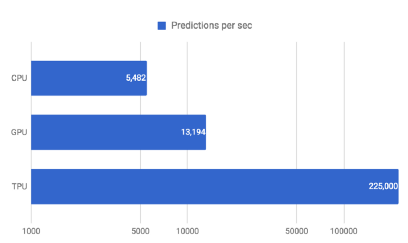 Predictions per sec
CPU 5,482
GPU 13,194
TPU 225,000
1000 5000 10000 50000 100000